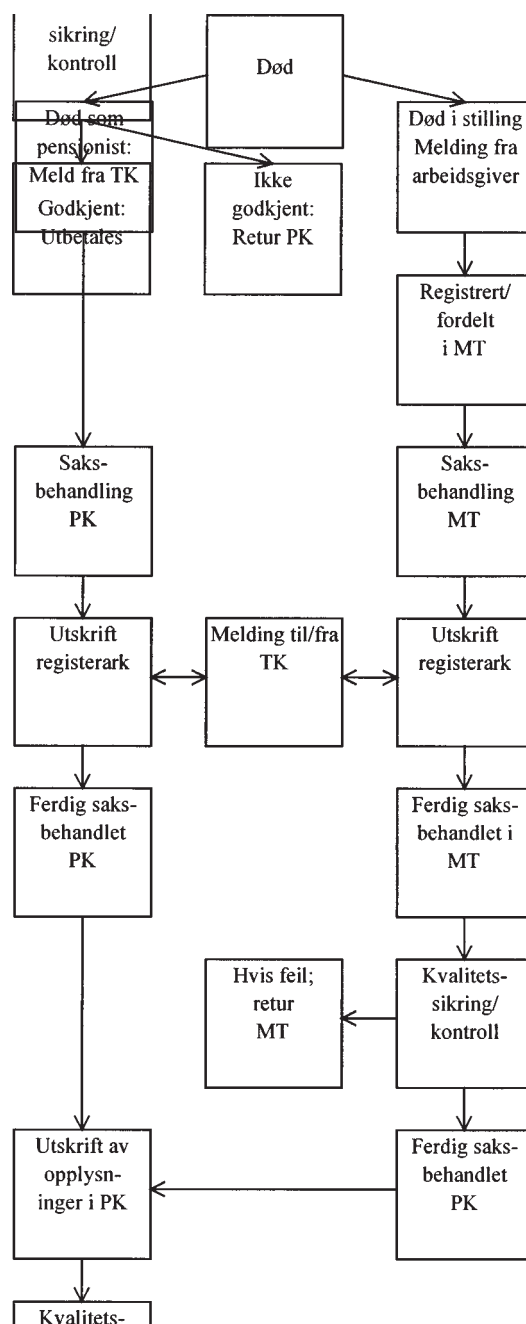 sikring/
kontroll
Død
Død som
pensjonist:
Meld fra TK
Godkjent:
Utbetales
Ikke
godkjent:
Retur PK
Død i stilling
Melding fra
arbeidsgiver
Registrert/
fordelt
i MT
Saks-
behandling
PK
Saks-
behandling
MT
Utskrift
registerark
Melding til/fra
TK
Utskrift
registerark
Ferdig saks-
behandlet
PK
Ferdig saks-
behandlet i
MT
Hvis feil;
retur
MT
Kvalitets-
sikring/
kontroll
Utskrift av
opplysn-
inger i PK
Ferdig saks-
behandlet
PK
Kvalitets-